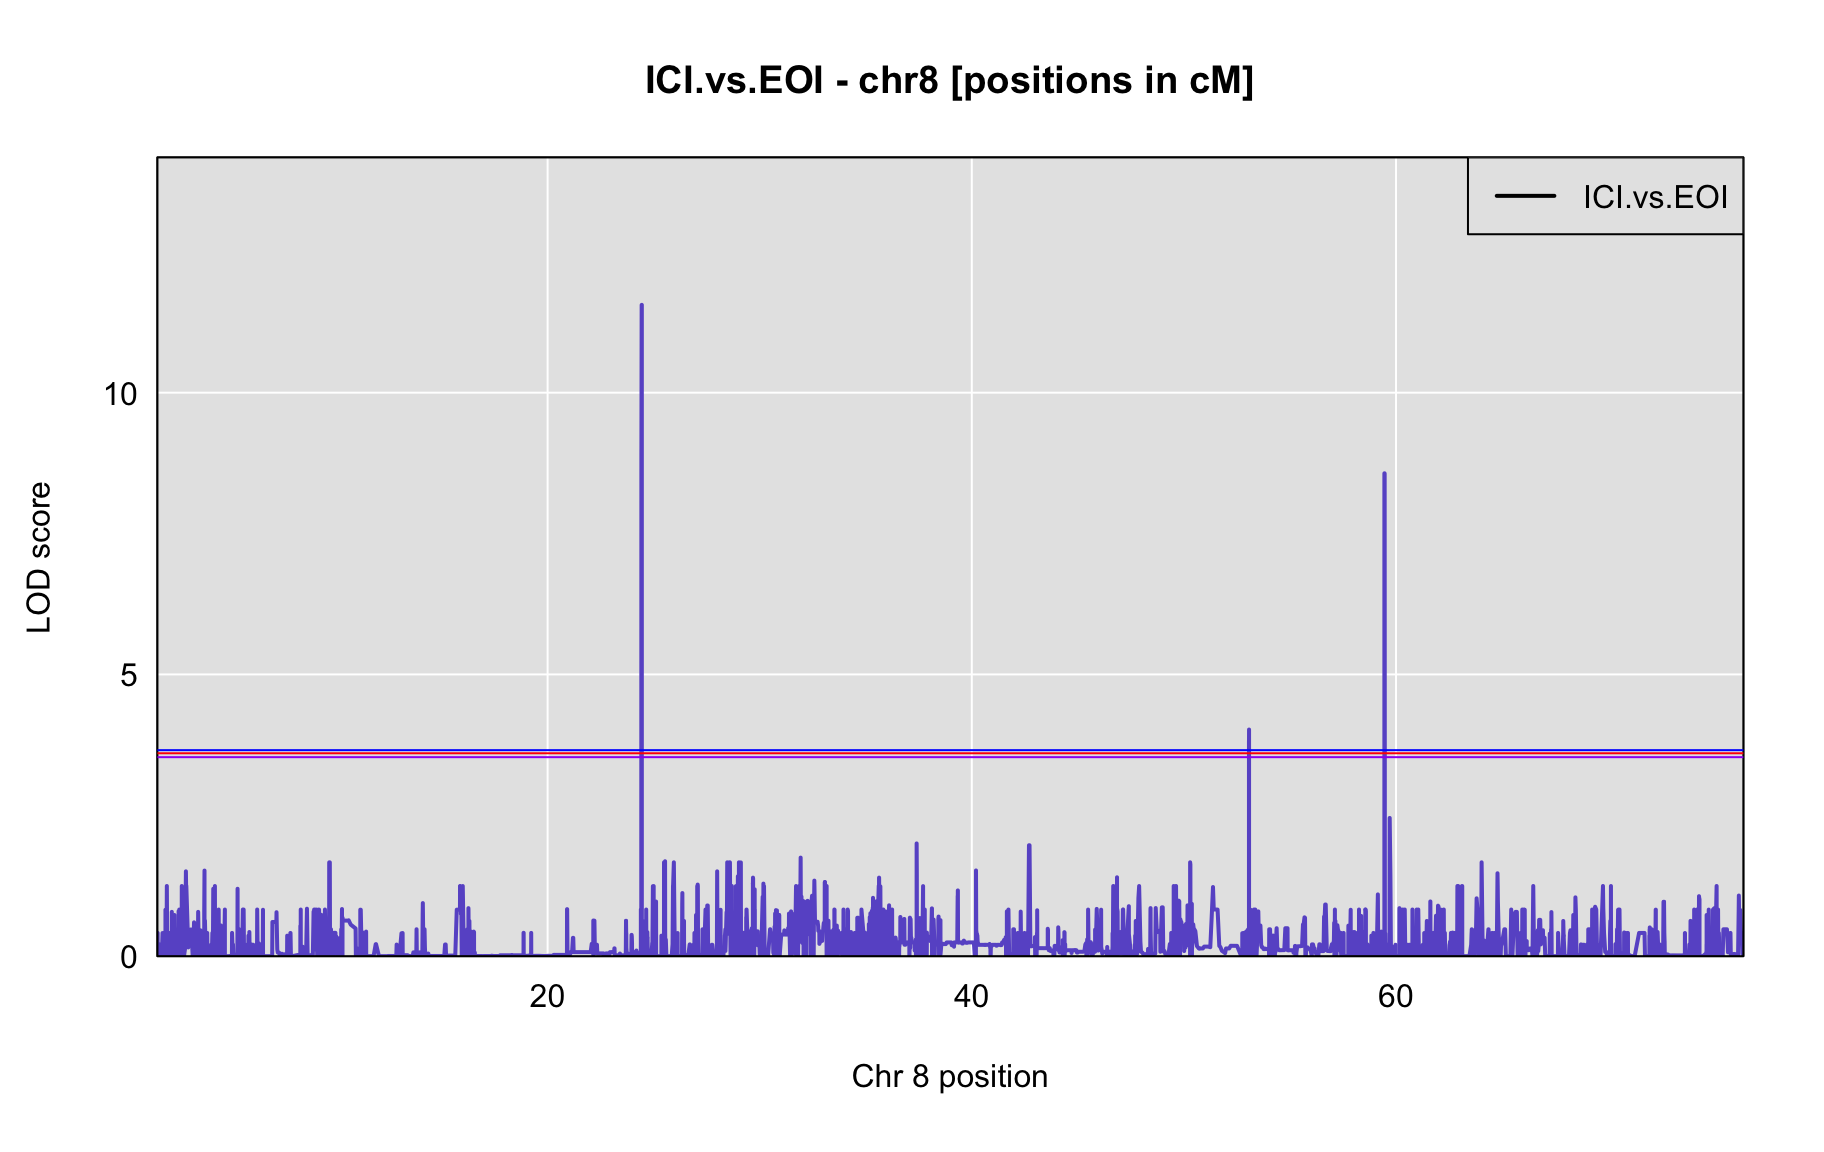 ICI.vs.EOI - chr8 [positions in cM]
ICI.vs.EOI
10
5
0
LOD score
20 40 60
Chr 8 position